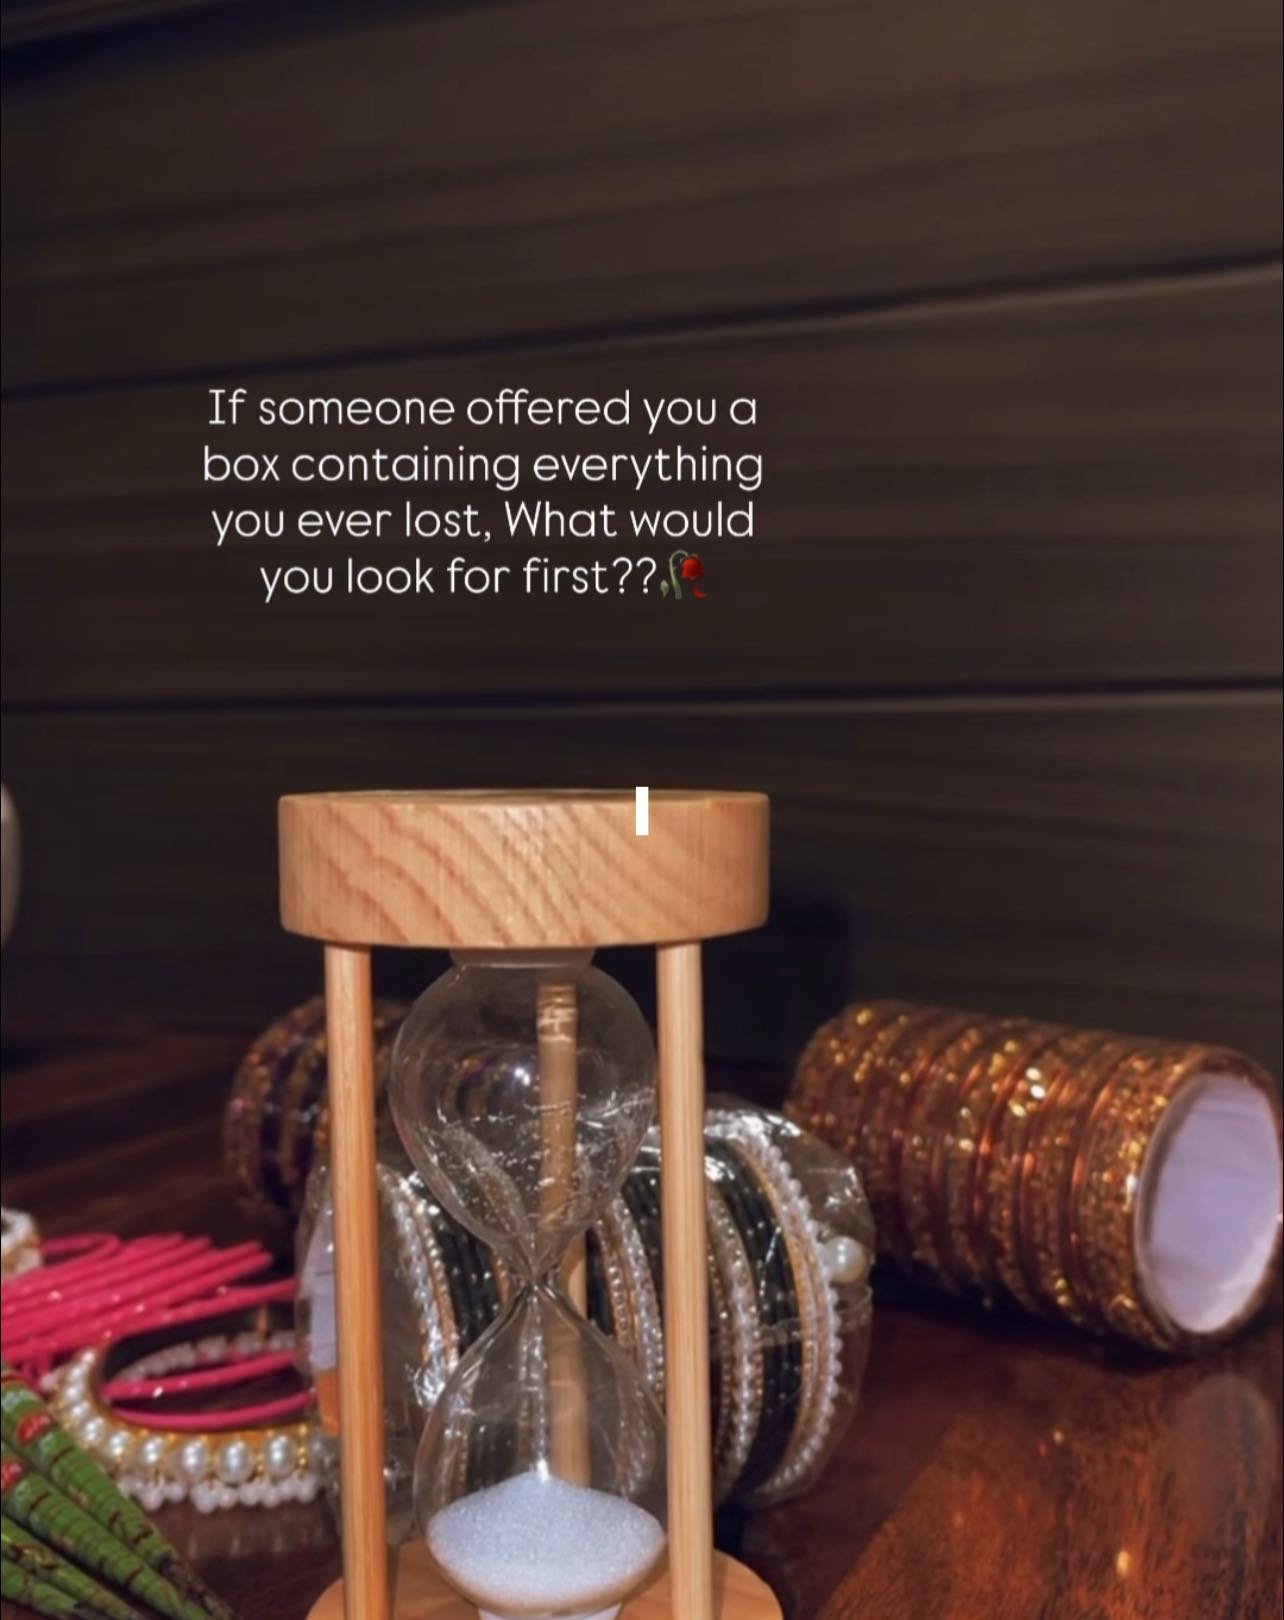 If someone offered you a
box containing everything
you ever lost, What would
you look for first??🥀